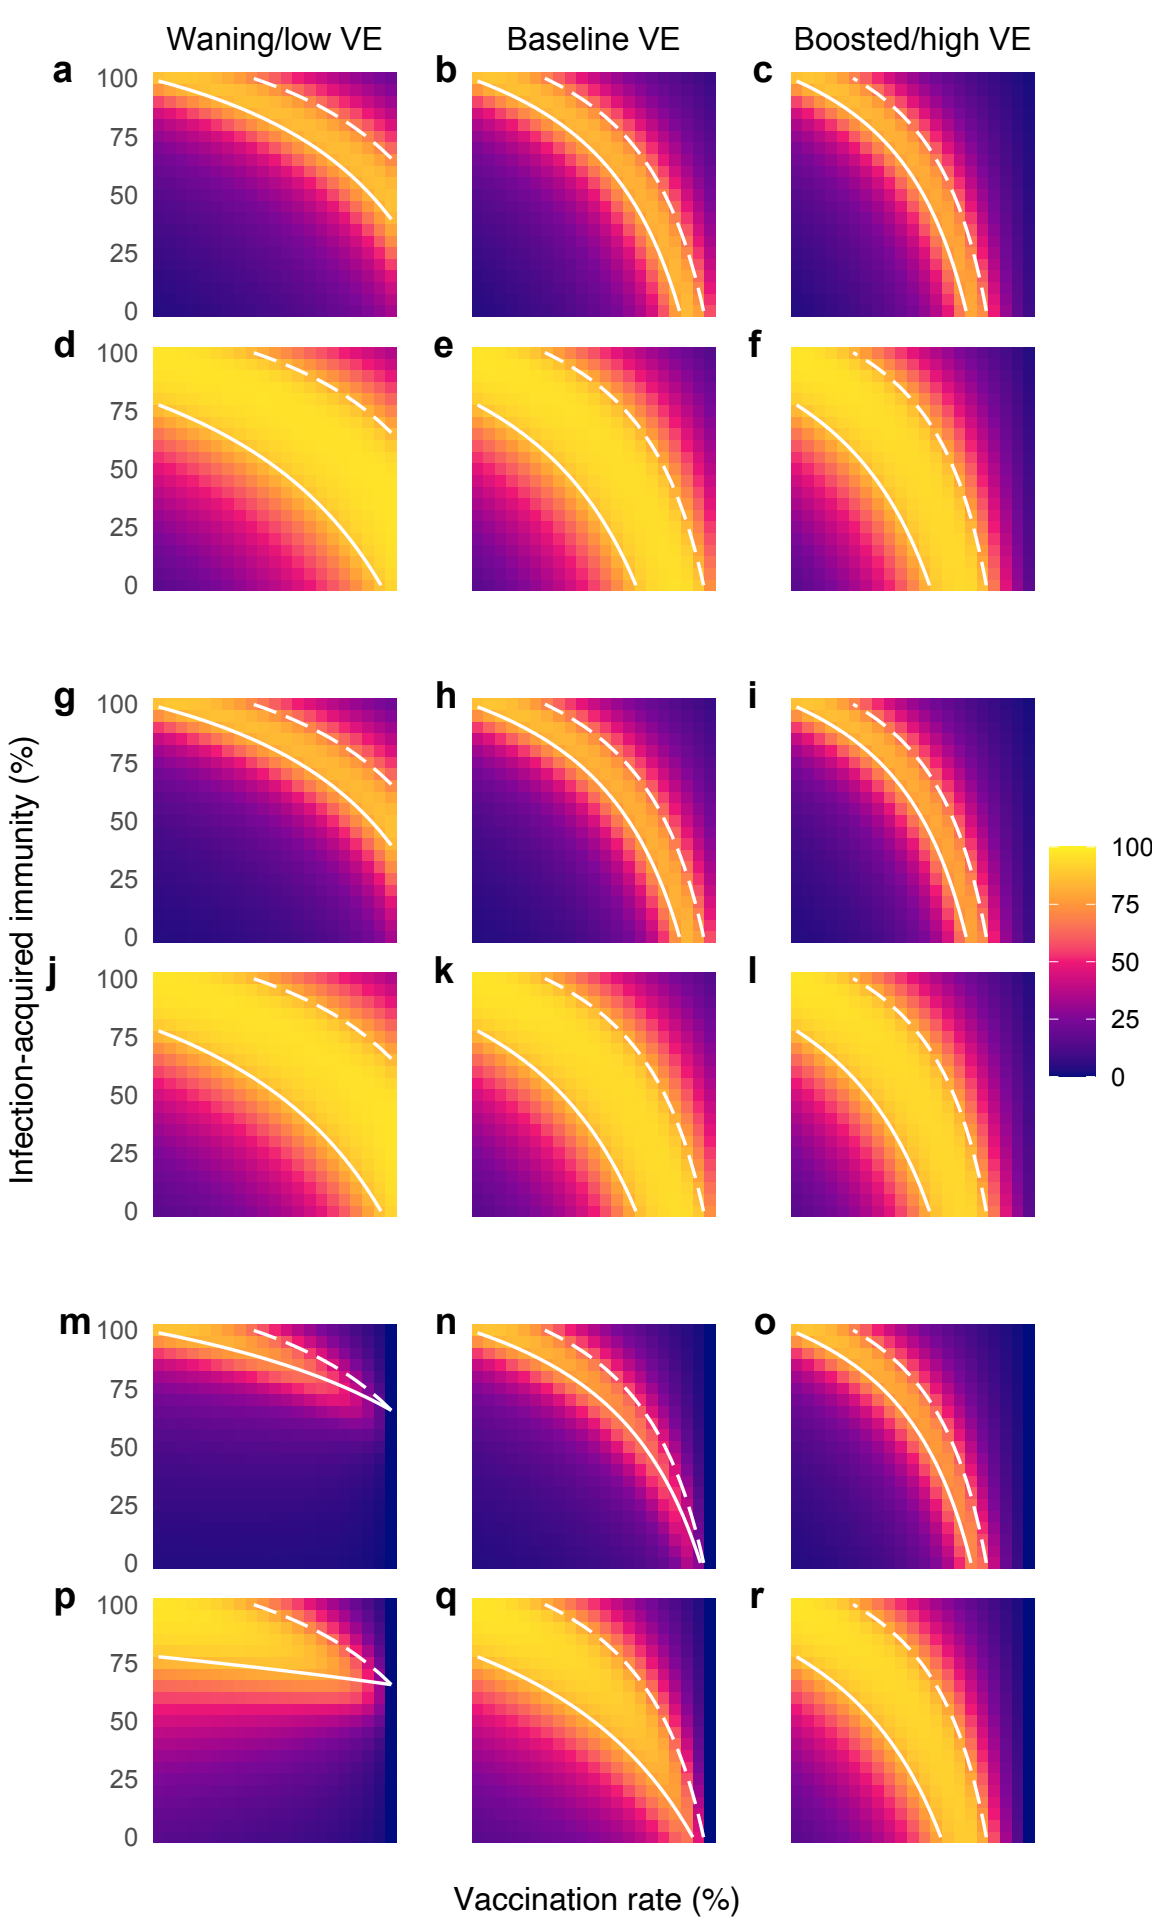 Waning/low VE
Baseline VE
Boosted/high VE
a
b
c
100
75
50
25
0
d
e
f
100
75
50
25
0
g
h
i
100
75
50
25
0
j
k
l
100
75
50
25
0
m
n
o
100
75
50
25
0
p
q
r
100
75
50
25
0
Infection-acquired immunity (%)
100
75
50
25
0
Vaccination rate (%)